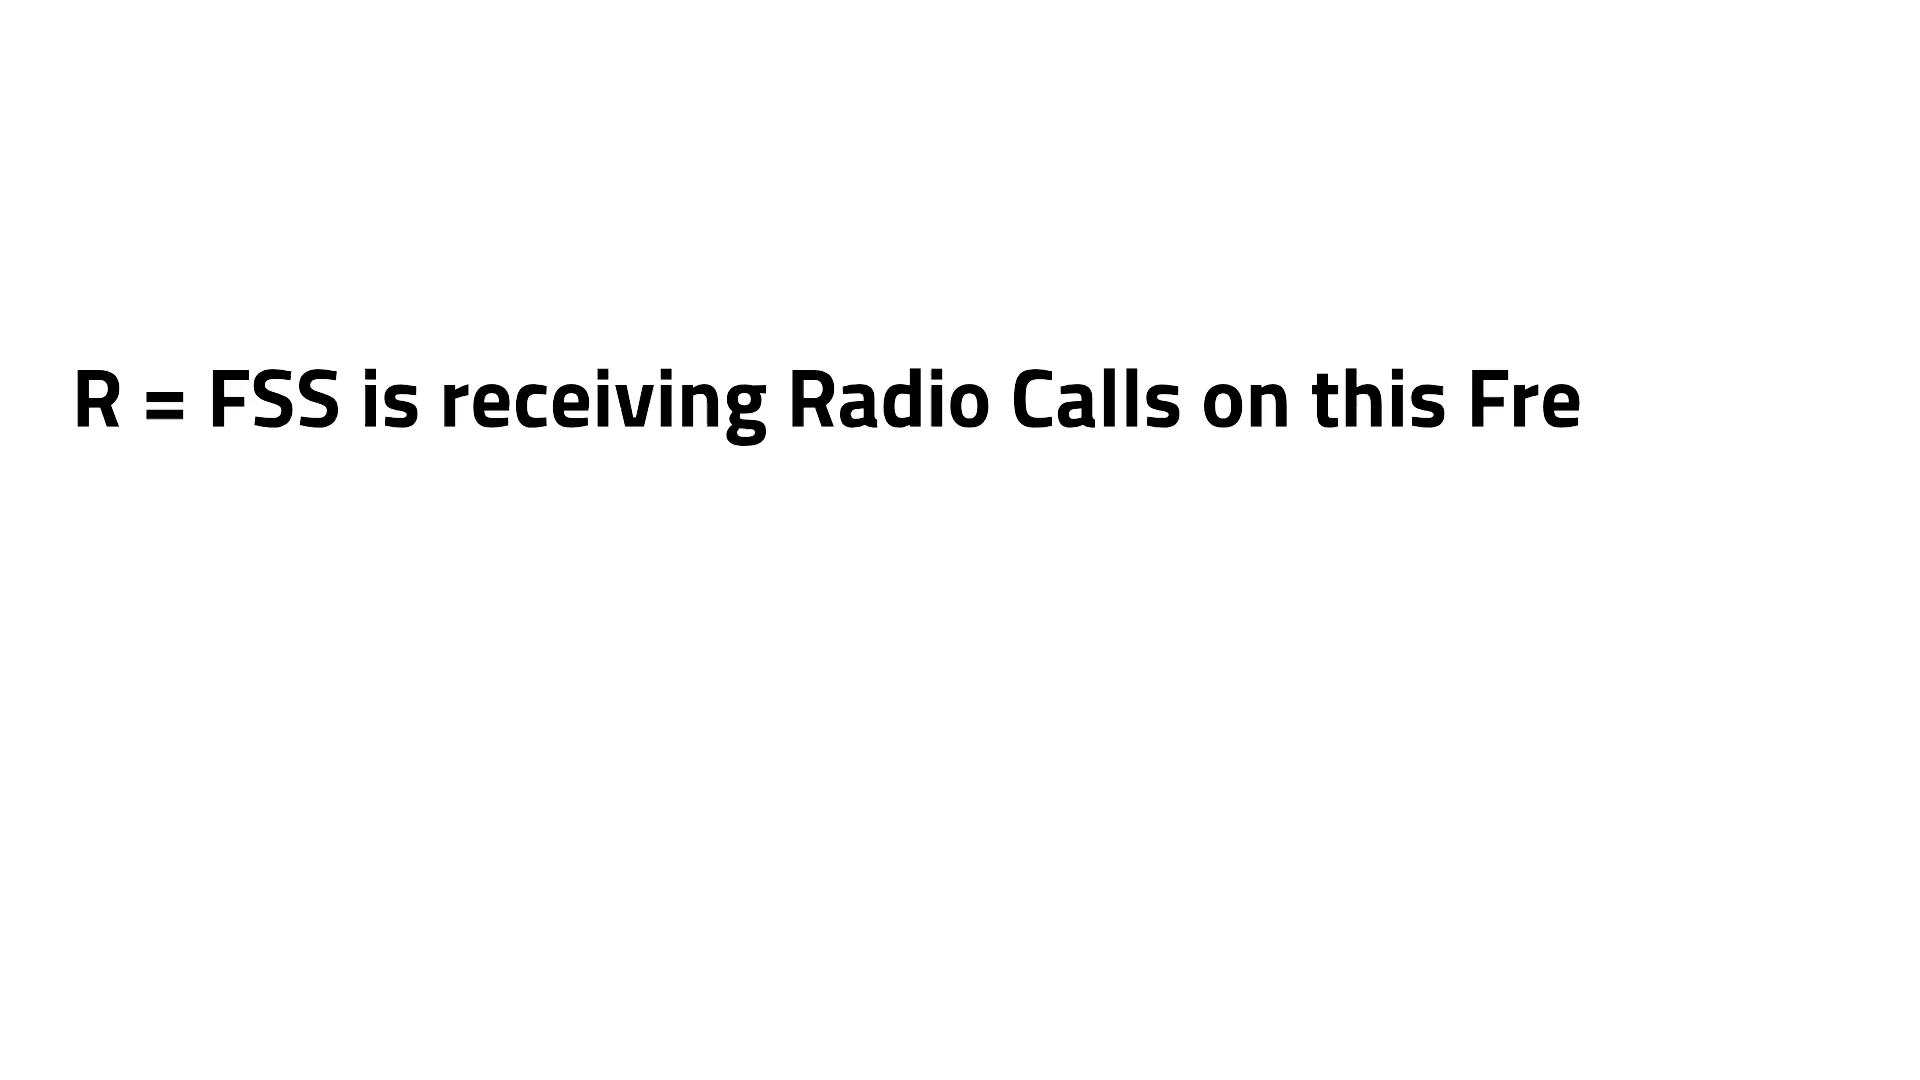 R = FSS is receiving Radio Calls on this Fre